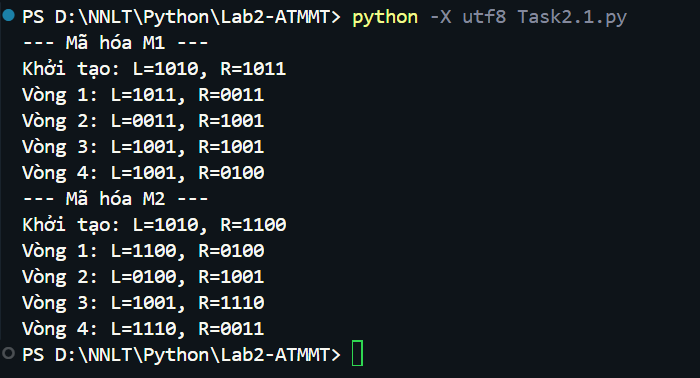 PS D:\NNLT\Python\Lab2-ATMMT> python -X utf8 Task2.1.py
--- Mã hóa M1 ---
Khởi tạo: L=1010, R=1011
Vòng 1: L=1011, R=0011
Vòng 2: L=0011, R=1001
Vòng 3: L=1001, R=1001
Vòng 4: L=1001, R=0100
--- Mã hóa M2 ---
Khởi tạo: L=1010, R=1100
Vòng 1: L=1100, R=0100
Vòng 2: L=0100, R=1001
Vòng 3: L=1001, R=1110
Vòng 4: L=1110, R=0011
PS D:\NNLT\Python\Lab2-ATMMT>